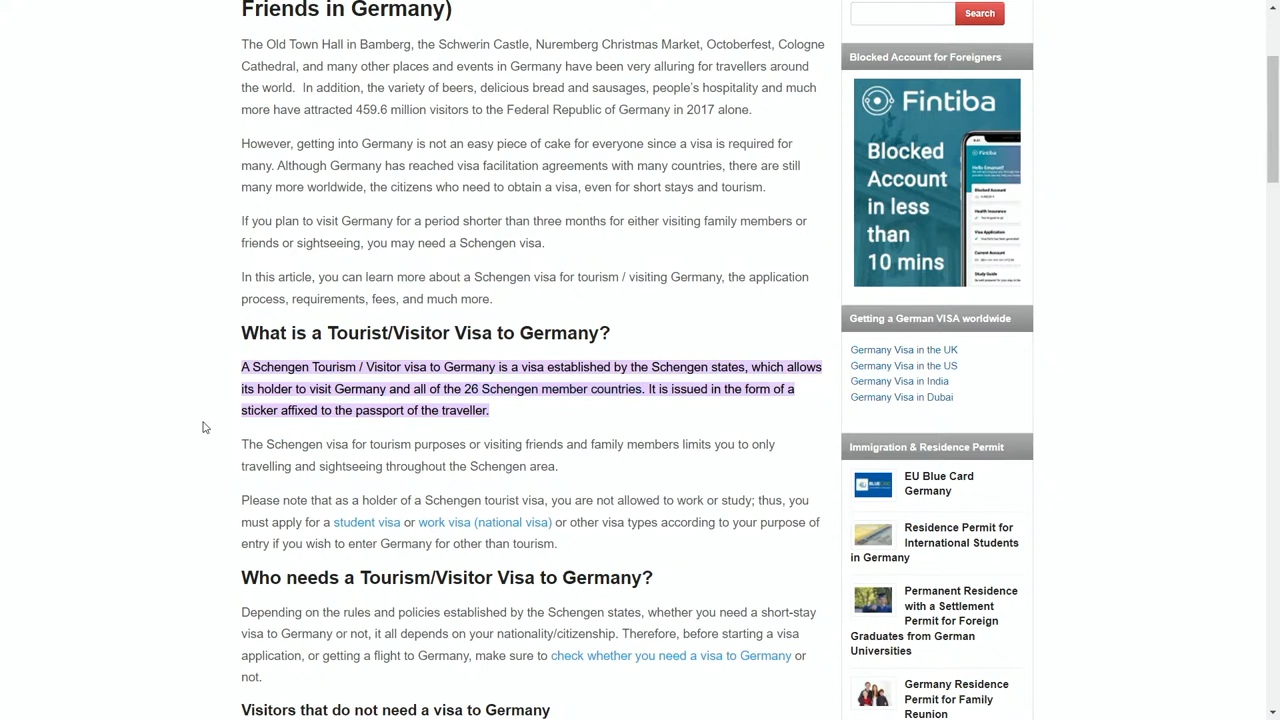 Friends in Germany)
The Old Town Hall in Bamberg, the Schwerin Castle, Nuremberg Christmas Market, Octoberfest, Cologne
Cathedral and many other places and events in Germany have been very alluring for travellers around
the world. In addition, the variety of beers, delicious bread and sausages, people's hospitality and much
more have attracted 459.6 million visitors to the Federal Republic of Germany in 2017 alone.
However, getting into Germany is not an easy piece of cake for everyone since a visa is required for
many. Though Germany has reached visa facilitation agreements with many countries, there are still
many more worldwide, the citizens who need to obtain a visa, even for short stays and tourism.
If you plan to visit Germany for a period shorter than three months for either visiting family members or
friends or sightseeing, you may need a Schengen visa.
In this article, you can learn more about a Schengen visa for tourism / visiting Germany, the application
process, requirements, fees, and much more.
What is a Tourist/Visitor Visa to Germany?
A Schengen Tourism / Visitor visa to Germany is a visa established by the Schengen states, which allows
its holder to visit Germany and all of the 26 Schengen member countries. It is issued in the form of a
sticker affixed to the passport of the traveller.
The Schengen visa for tourism purposes or visiting friends and family members limits you to only
travelling and sightseeing throughout the Schengen area.
Please note that as a holder of a Schengen tourist visa, you are not allowed to work or study; thus, you
must apply for a student visa or work visa (national visa) or other visa types according to your purpose of
entry if you wish to enter Germany for other than tourism.
Who needs a Tourism/Visitor Visa to Germany?
Depending on the rules and policies established by the Schengen states, whether you need a short-stay
visa to Germany or not, it all depends on your nationality/citizenship. Therefore, before starting a visa
application, or getting a flight to Germany, make sure to check whether you need a visa to Germany or
not.
Visitors that do not need a visa to Germany
Search
Blocked Account for Foreigners
Fintiba
Blocked
Account
in less
than
10 mins
Fintiba
Blocked Account
Health Insurance
Visa Application
Current Account
Study Guide
Getting a German VISA worldwide
Germany Visa in the UK
Germany Visa in the US
Germany Visa in India
Germany Visa in Dubai
Immigration & Residence Permit
EU Blue Card
Germany
Residence Permit for
International Students
in Germany
Permanent Residence
with a Settlement
Permit for Foreign
Graduates from German
Universities
Germany Residence
Permit for Family
Reunion